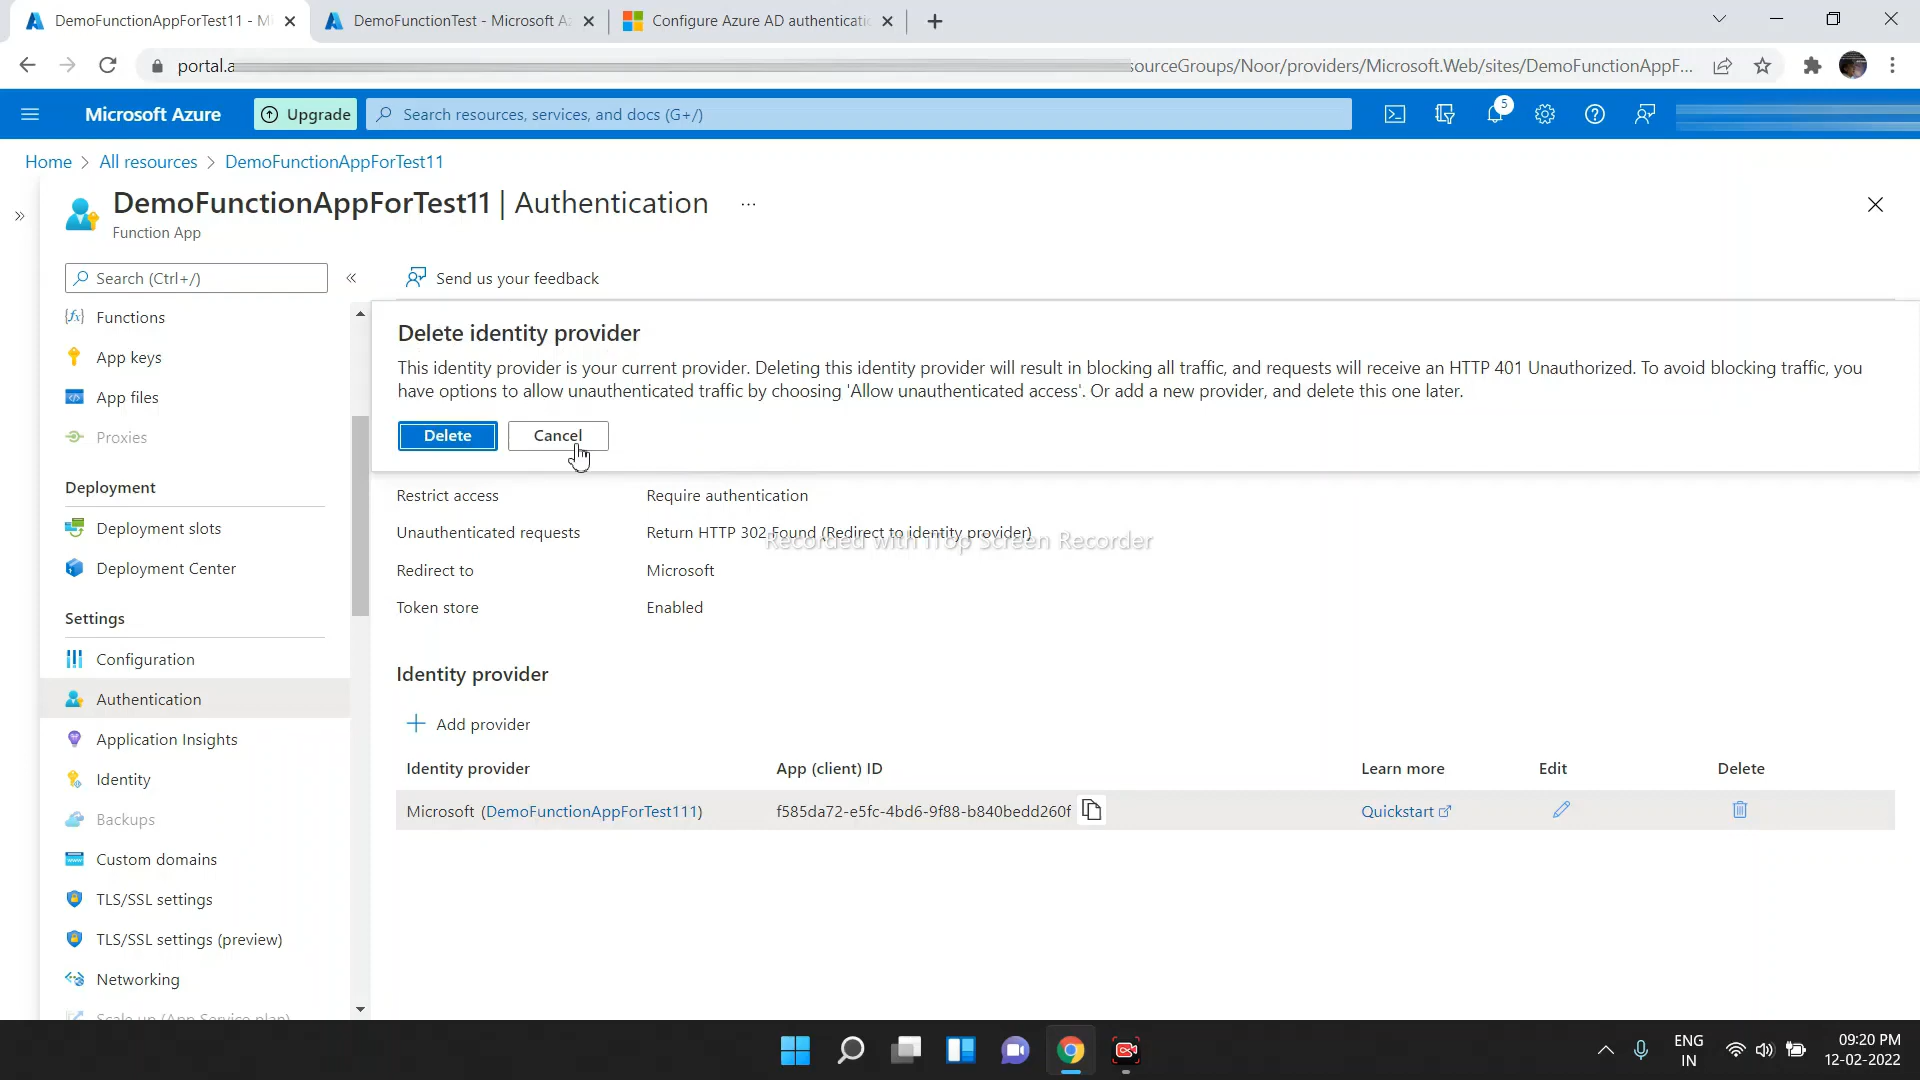 DemoFunctionAppForTest11 - M
DemoFunctionTest - Microsoft Az
Configure Azure AD authenticatio
portal.a
sourceGroups/Noor/providers/Microsoft.Web/sites/DemoFunctionAppF...
Microsoft Azure
Upgrade
Search resources, services, and docs (G+/)
5
Home > All resources > DemoFunctionAppForTest11
»
DemoFunctionAppForTest11 | Authentication
...
Function App
Search (Ctrl+/)
«
Send us your feedback
Functions
App keys
App files
Proxies
Deployment
Deployment slots
Deployment Center
Settings
Configuration
Authentication
Application Insights
Identity
Backups
Custom domains
TLS/SSL settings
TLS/SSL settings (preview)
Networking
Scale up (App Service plan)
Delete identity provider
This identity provider is your current provider. Deleting this identity provider will result in blocking all traffic, and requests will receive an HTTP 401 Unauthorized. To avoid blocking traffic, you
have options to allow unauthenticated traffic by choosing 'Allow unauthenticated access'. Or add a new provider, and delete this one later.
Delete
Cancel
Restrict access Require authentication
Unauthenticated requests Return HTTP 302 Found (Redirect to identity provider)
Recorded with iTop Screen Recorder
Redirect to Microsoft
Token store Enabled
Identity provider
Add provider
Identity provider App (client) ID Learn more Edit Delete
Microsoft (DemoFunctionAppForTest111) f585da72-e5fc-4bd6-9f88-b840bedd260f Quickstart
ENG
IN
09:20 PM
12-02-2022